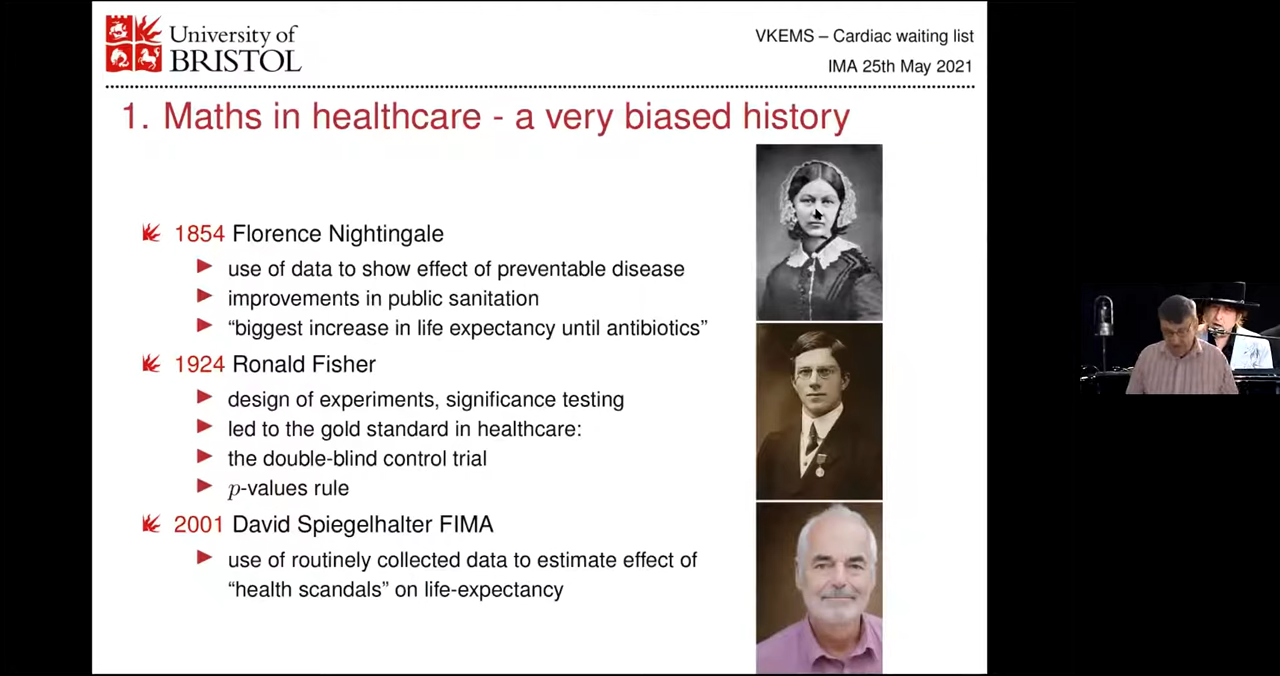 University of
BRISTOL
VKEMS – Cardiac waiting list
IMA 25th May 2021
1. Maths in healthcare - a very biased history
1854 Florence Nightingale
use of data to show effect of preventable disease
improvements in public sanitation
“biggest increase in life expectancy until antibiotics”
1924 Ronald Fisher
design of experiments, significance testing
led to the gold standard in healthcare:
the double-blind control trial
p-values rule
2001 David Spiegelhalter FIMA
use of routinely collected data to estimate effect of
“health scandals” on life-expectancy